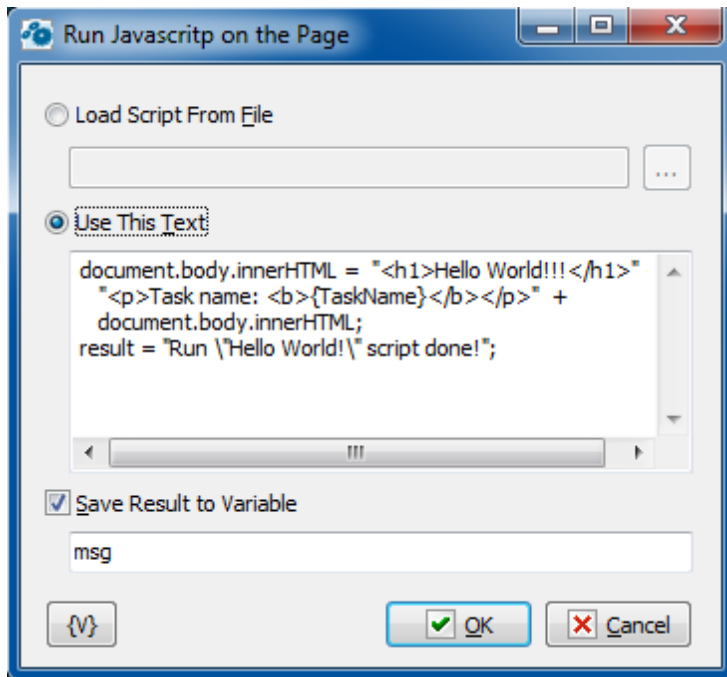 Run Javascritp on the Page
Load Script From File
...
Use This Text
document.body.innerHTML = "<h1>Hello World!!!</h1>"
"<p>Task name: <b>{TaskName}</b></p>" +
document.body.innerHTML;
result = "Run \"Hello World!\" script done!";
Save Result to Variable
msg
{V}
OK
Cancel